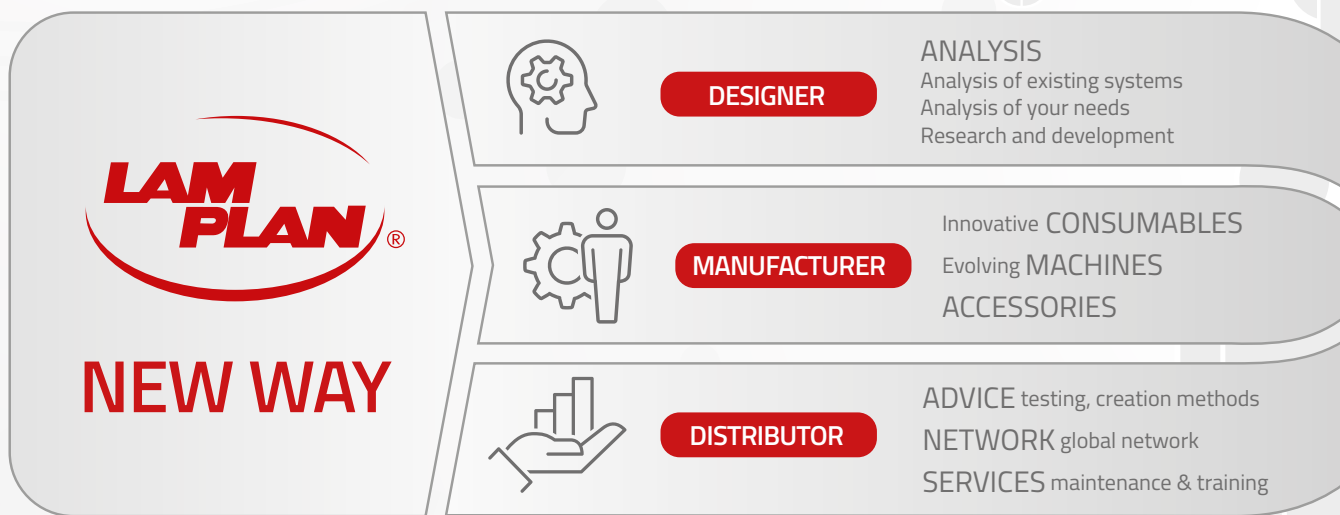 LAM
PLAN®
NEW WAY
DESIGNER
ANALYSIS
Analysis of existing systems
Analysis of your needs
Research and development
MANUFACTURER
Innovative CONSUMABLES
Evolving MACHINES
ACCESSORIES
DISTRIBUTOR
ADVICE testing, creation methods
NETWORK global network
SERVICES maintenance & training